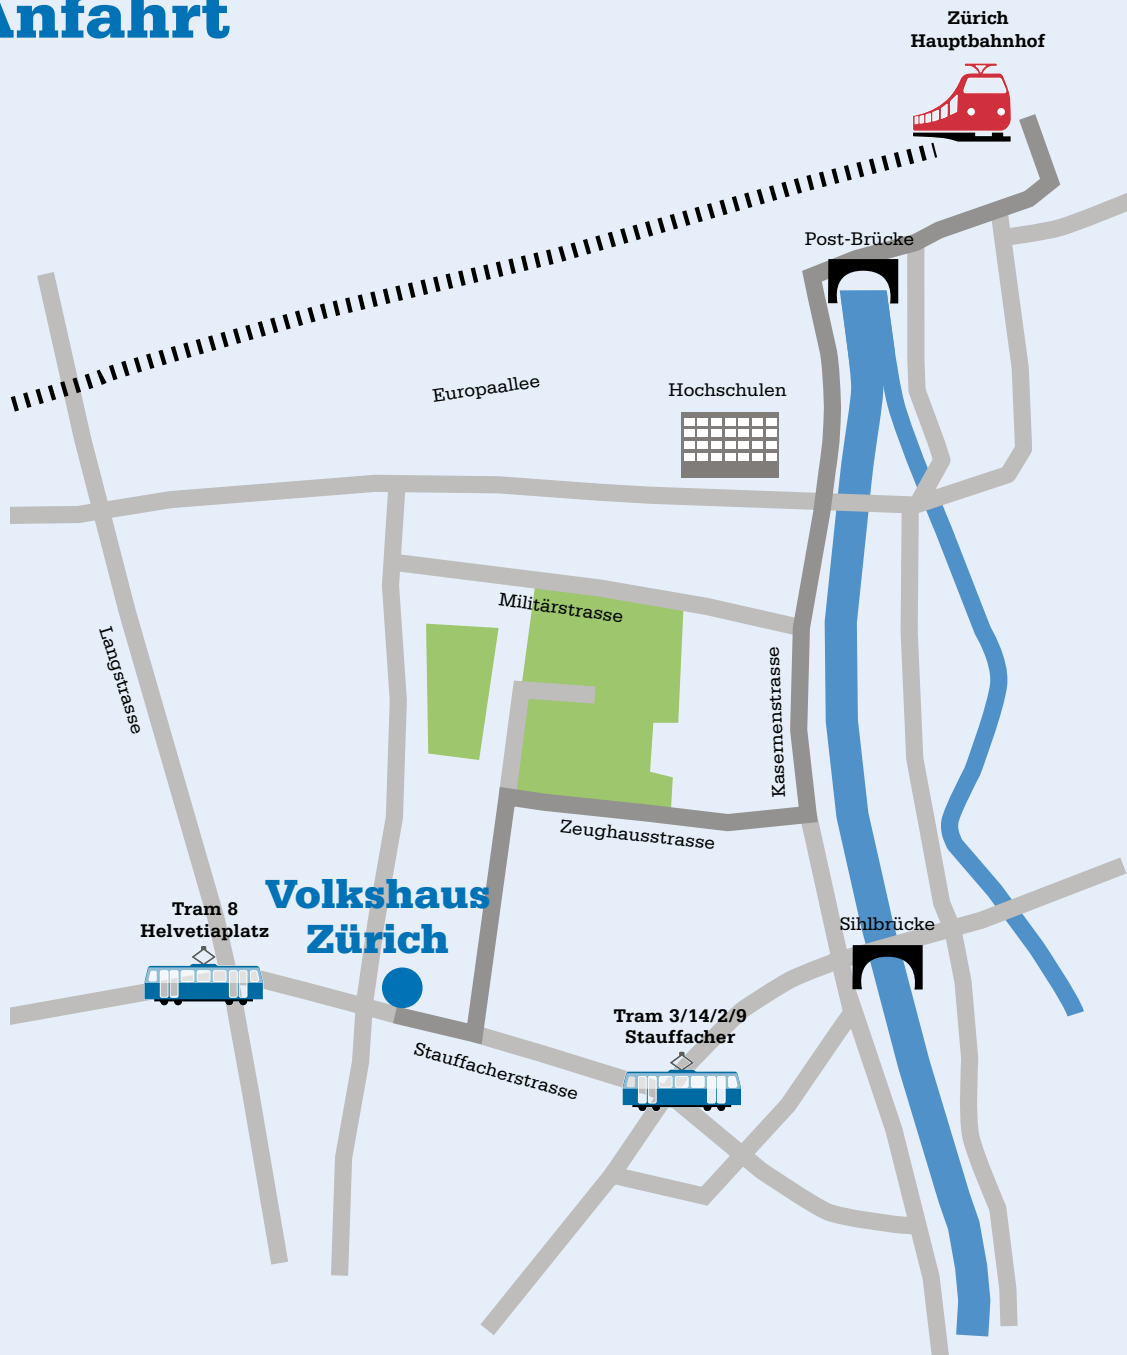 Anfahrt
Zürich
Hauptbahnhof
Post-Brücke
Europaallee
Hochschulen
Militärstrasse
Langstrasse
Kasernenstrasse
Zeughausstrasse
Volkshaus
Zürich
Tram 8
Helvetiaplatz
Sihlbrücke
Tram 3/14/2/9
Stauffacher
Stauffacherstrasse